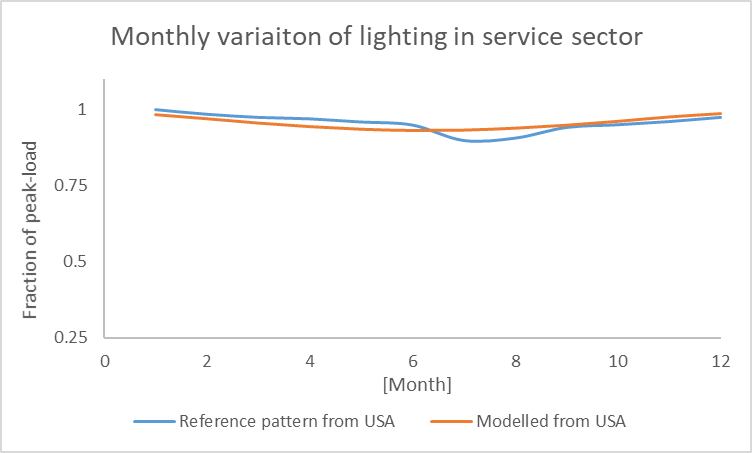 Monthly variaiton of lighting in service sector
Fraction of peak-load
1
0.75
0.5
0.25
0 2 4 6 8 10 12
[Month]
Reference pattern from USA Modelled from USA